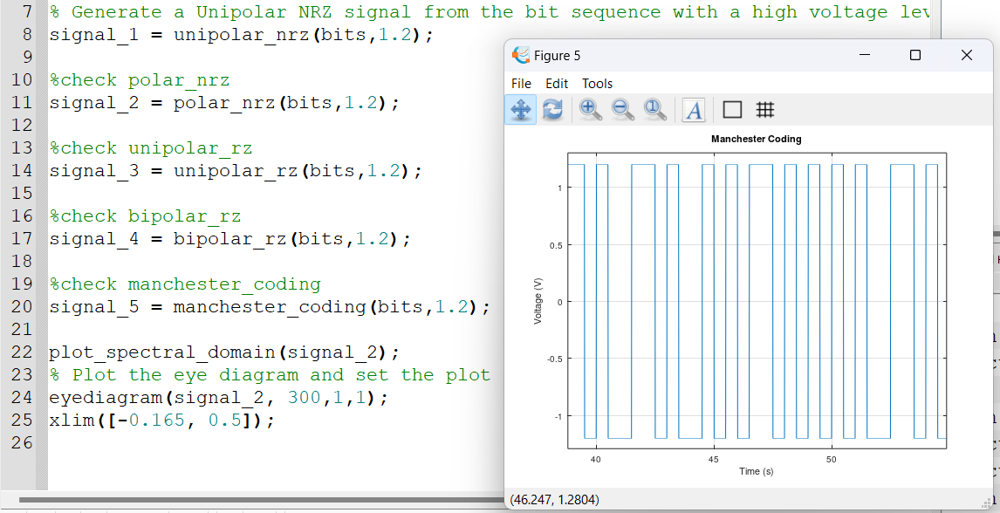 7 % Generate a Unipolar NRZ signal from the bit sequence with a high voltage lev
8 signal_1 = unipolar_nrz(bits,1.2);
9
10 %check polar_nrz
11 signal_2 = polar_nrz(bits,1.2);
12
13 %check unipolar_rz
14 signal_3 = unipolar_rz(bits,1.2);
15
16 %check bipolar_rz
17 signal_4 = bipolar_rz(bits,1.2);
18
19 %check manchester_coding
20 signal_5 = manchester_coding(bits,1.2);
21
22 plot_spectral_domain(signal_2);
23 % Plot the eye diagram and set the plot
24 eyediagram(signal_2, 300,1,1);
25 xlim([-0.165, 0.5]);
26
Figure 5
File Edit Tools
A
Manchester Coding
1
0.5
0
-0.5
-1
Voltage (V)
40 45 50
Time (s)
(46.247, 1.2804)